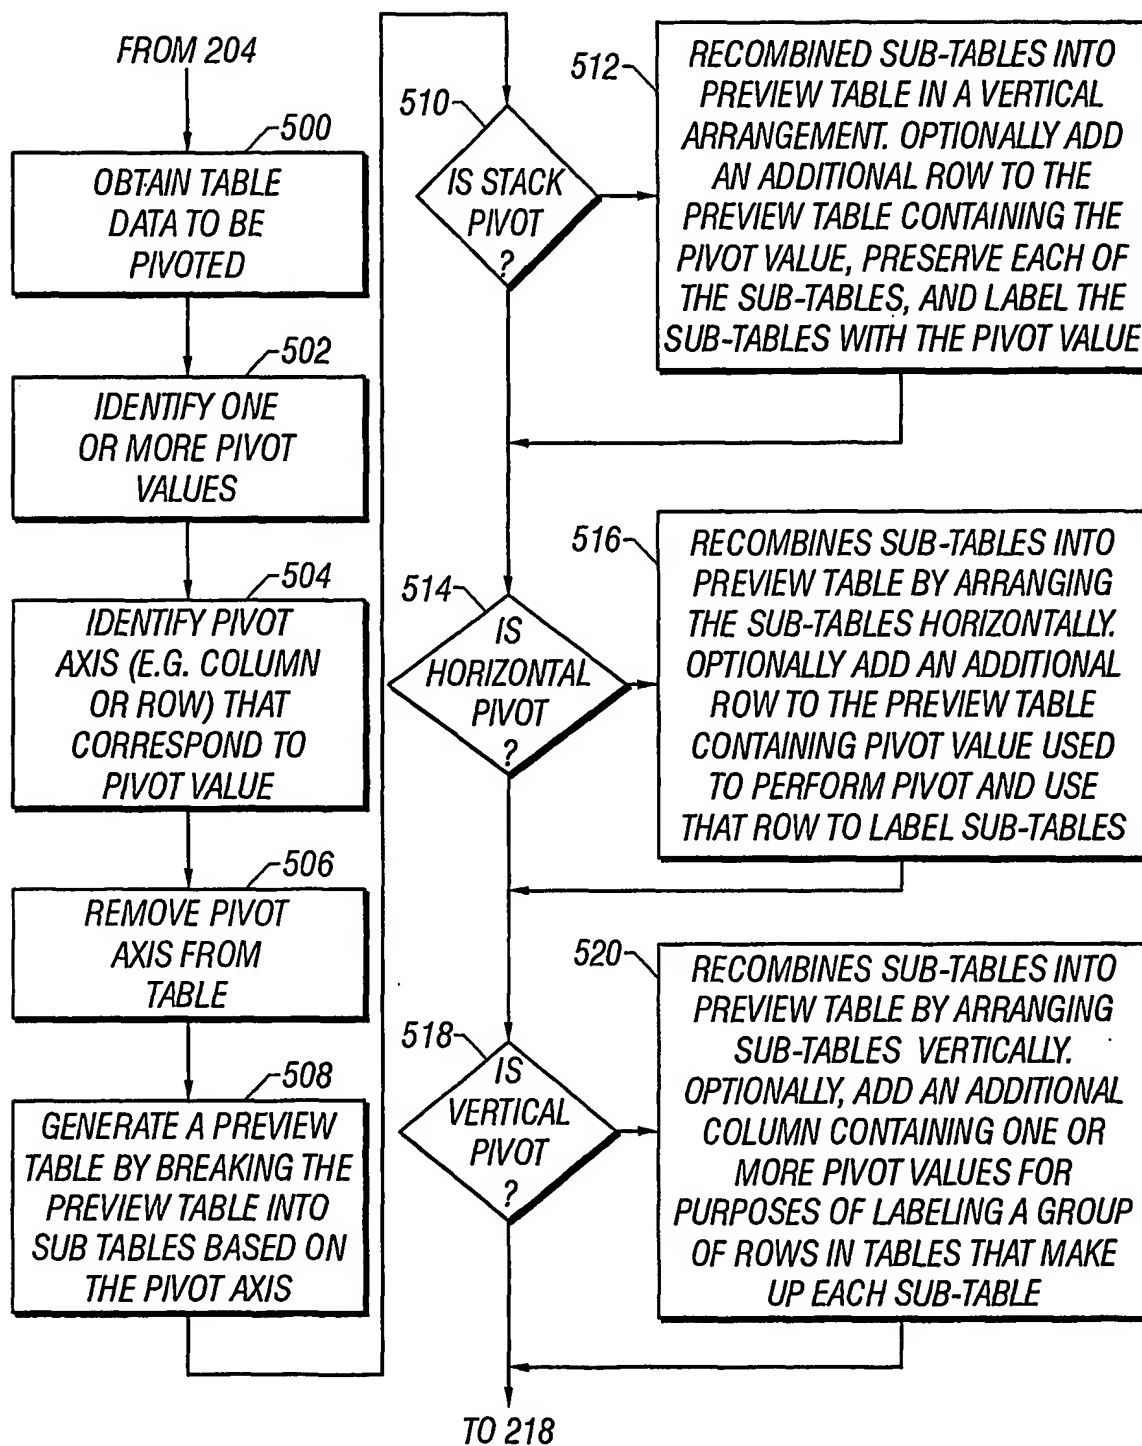 FROM 204
500
OBTAIN TABLE
DATA TO BE
PIVOTED
502
IDENTIFY ONE
OR MORE PIVOT
VALUES
504
IDENTIFY PIVOT
AXIS (E.G. COLUMN
OR ROW) THAT
CORRESPOND TO
PIVOT VALUE
506
REMOVE PIVOT
AXIS FROM
TABLE
508
GENERATE A PREVIEW
TABLE BY BREAKING THE
PREVIEW TABLE INTO
SUB TABLES BASED ON
THE PIVOT AXIS
510
IS STACK
PIVOT
?
512
RECOMBINED SUB-TABLES INTO
PREVIEW TABLE IN A VERTICAL
ARRANGEMENT. OPTIONALLY ADD
AN ADDITIONAL ROW TO THE
PREVIEW TABLE CONTAINING THE
PIVOT VALUE, PRESERVE EACH OF
THE SUB-TABLES, AND LABEL THE
SUB-TABLES WITH THE PIVOT VALUE
514
IS
HORIZONTAL
PIVOT
?
516
RECOMBINES SUB-TABLES INTO
PREVIEW TABLE BY ARRANGING
THE SUB-TABLES HORIZONTALLY.
OPTIONALLY ADD AN ADDITIONAL
ROW TO THE PREVIEW TABLE
CONTAINING PIVOT VALUE USED
TO PERFORM PIVOT AND USE
THAT ROW TO LABEL SUB-TABLES
518
IS
VERTICAL
PIVOT
?
520
RECOMBINES SUB-TABLES INTO
PREVIEW TABLE BY ARRANGING
SUB-TABLES VERTICALLY.
OPTIONALLY, ADD AN ADDITIONAL
COLUMN CONTAINING ONE OR
MORE PIVOT VALUES FOR
PURPOSES OF LABELING A GROUP
OF ROWS IN TABLES THAT MAKE
UP EACH SUB-TABLE
TO 218